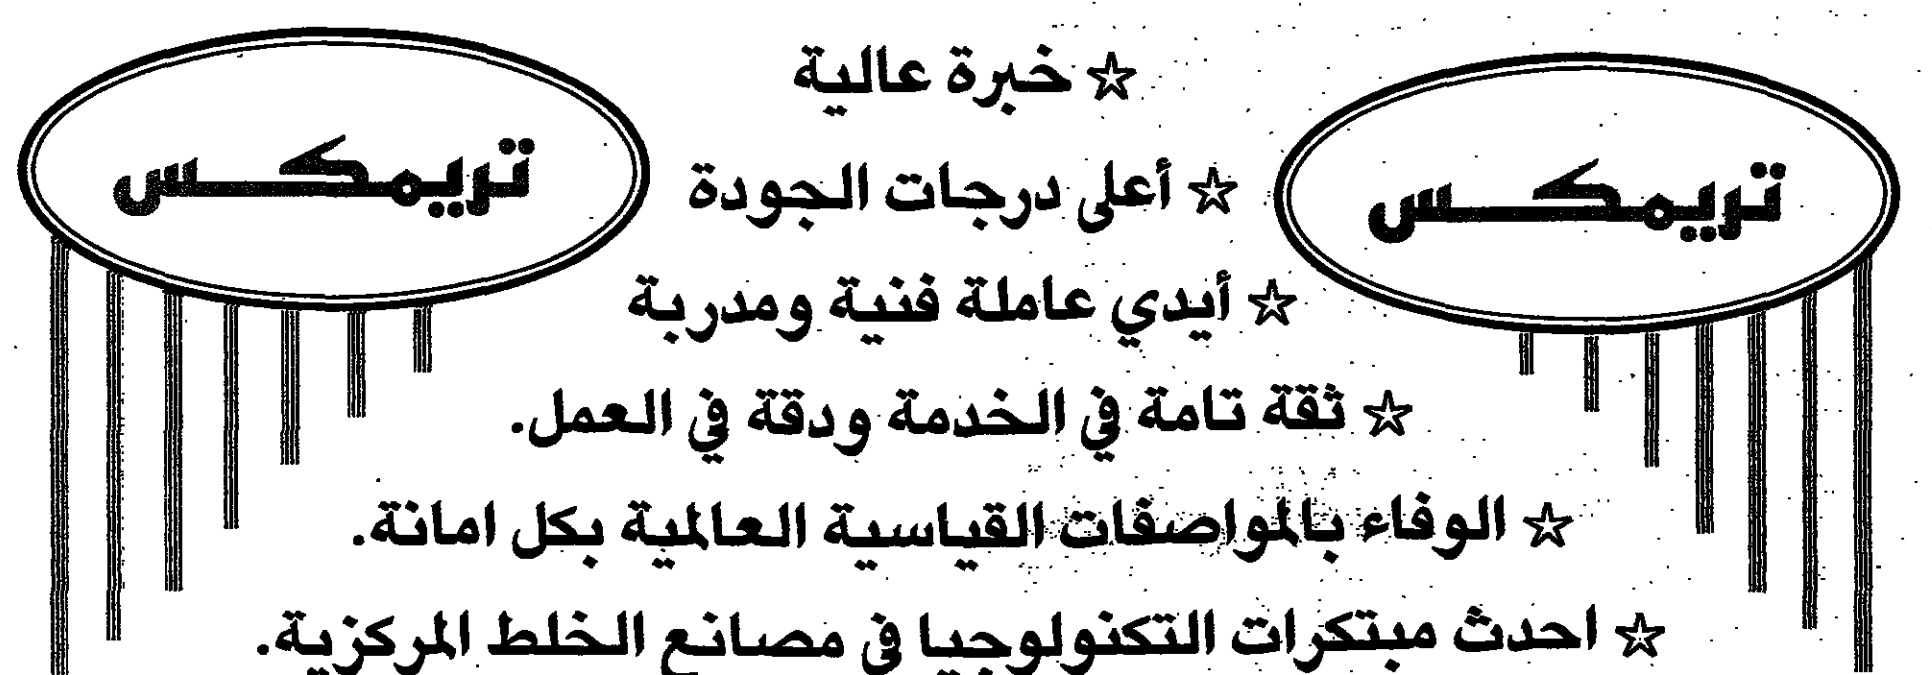 تريمكس
تريمكس
☆ خبرة عالية
☆ أعلى درجات الجودة
☆ أيدي عاملة فنية ومدربة
☆ ثقة تامة في الخدمة ودقة في العمل.
☆ الوفاء بالمواصفات القياسية العالمية بكل امانة.
☆ احدث مبتكرات التكنولوجيا في مصانع الخلط المركزية.